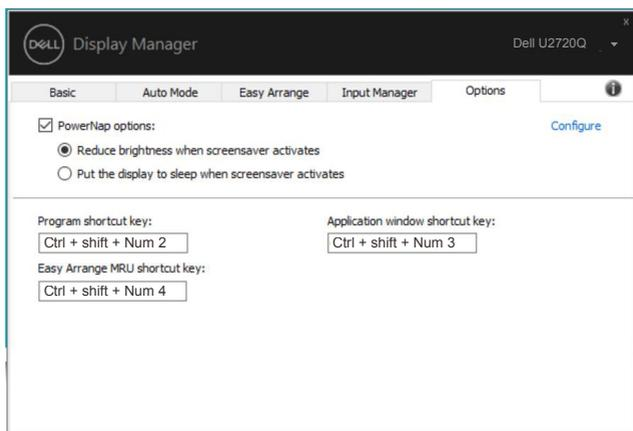 DELL Display Manager
x
Dell U2720Q
Basic Auto Mode Easy Arrange Input Manager Options
PowerNap options: Configure
Reduce brightness when screensaver activates
Put the display to sleep when screensaver activates
Program shortcut key: Application window shortcut key:
Ctrl + shift + Num 2 Ctrl + shift + Num 3
Easy Arrange MRU shortcut key:
Ctrl + shift + Num 4